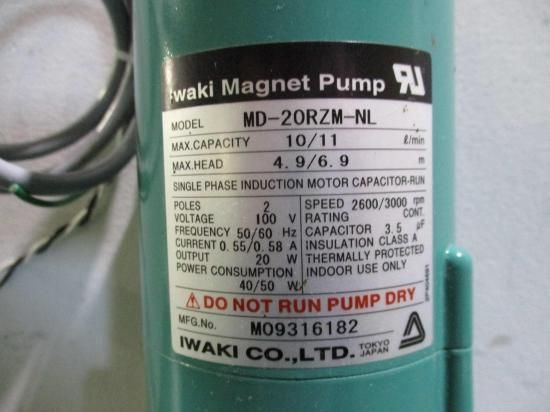 Iwaki Magnet Pump RU
MODEL MD-20RZM-NL
MAX.CAPACITY 10/11 ℓ/min
MAX.HEAD 4.9/6.9 m
SINGLE PHASE INDUCTION MOTOR CAPACITOR-RUN
POLES 2 SPEED 2600/3000 rpm
VOLTAGE 100 V RATING CONT.
FREQUENCY 50/60 Hz CAPACITOR 3.5 µF
CURRENT 0.55/0.58 A INSULATION CLASS A
OUTPUT 20 W THERMALLY PROTECTED
POWER CONSUMPTION INDOOR USE ONLY
40/50 W
DO NOT RUN PUMP DRY
MFG.No. M09316182
IWAKI CO.,LTD. TOKYO JAPAN